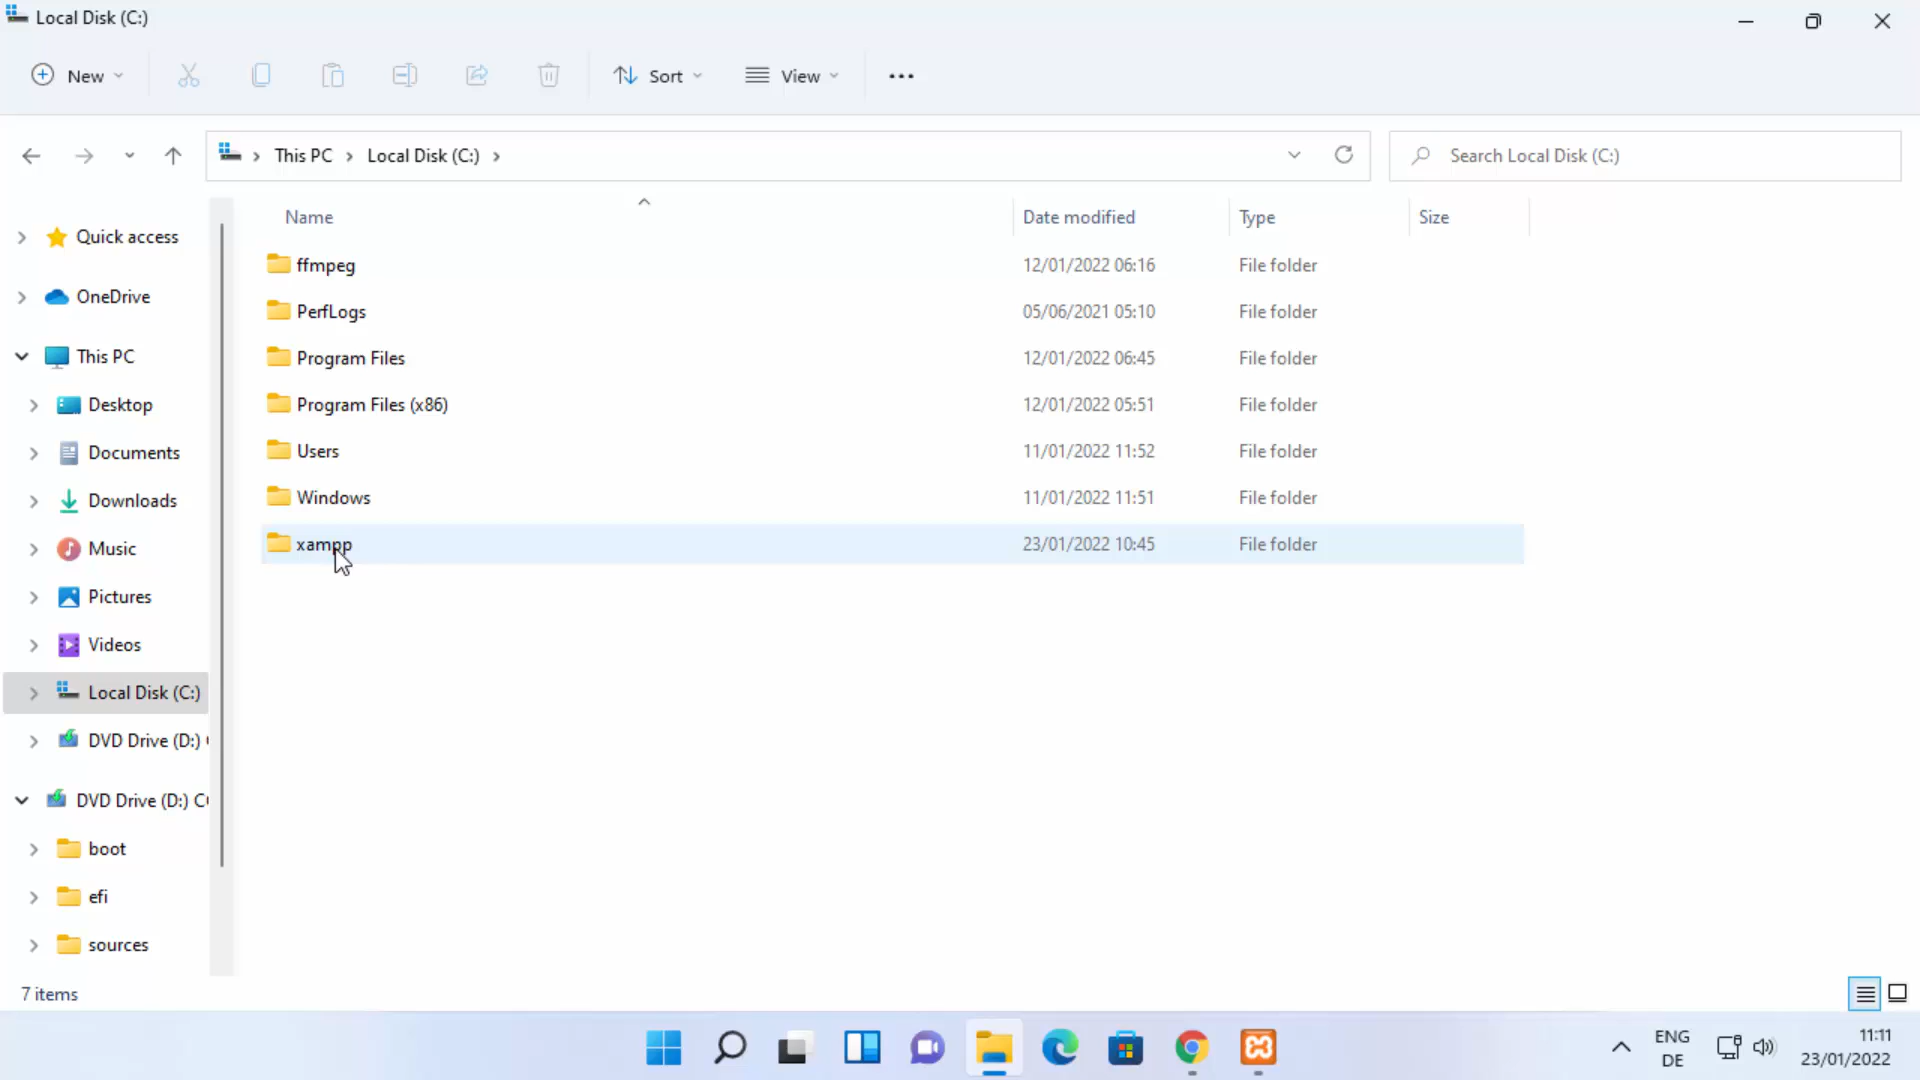 Local Disk (C:)
New
Sort
View
This PC
Local Disk (C:)
Search Local Disk (C:)
Name
Date modified
Type
Size
Quick access
OneDrive
This PC
Desktop
Documents
Downloads
Music
Pictures
Videos
Local Disk (C:)
DVD Drive (D:)
DVD Drive (D:)
boot
efi
sources
ffmpeg 12/01/2022 06:16 File folder
PerfLogs 05/06/2021 05:10 File folder
Program Files 12/01/2022 06:45 File folder
Program Files (x86) 12/01/2022 05:51 File folder
Users 11/01/2022 11:52 File folder
Windows 11/01/2022 11:51 File folder
xampp 23/01/2022 10:45 File folder
7 items
ENG
DE
11:11
23/01/2022